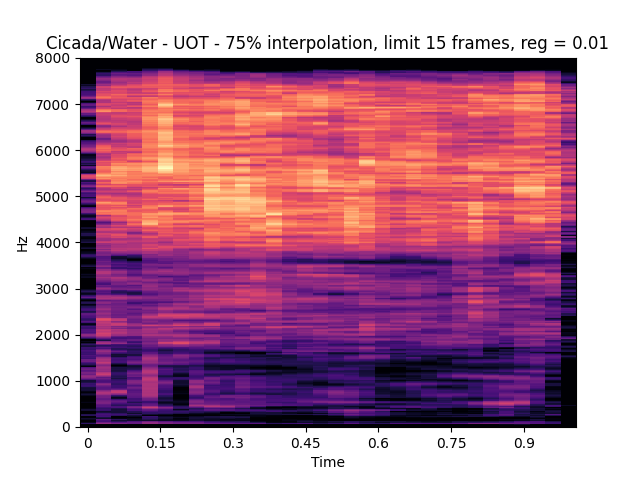 Cicada/Water - UOT - 75% interpolation, limit 15 frames, reg = 0.01
8000
7000
6000
5000
4000
3000
2000
1000
0
Hz
0 0.15 0.3 0.45 0.6 0.75 0.9
Time